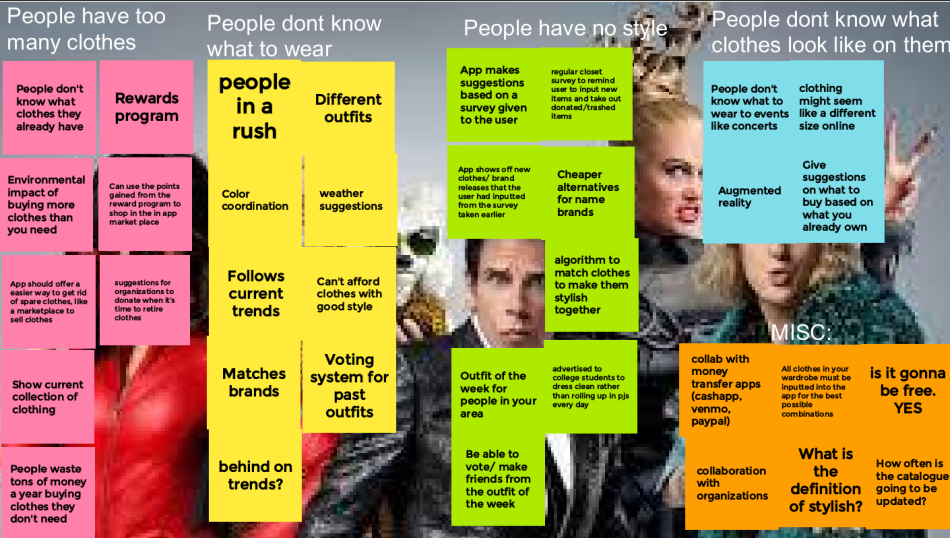 People have too
many clothes
People don't
know what
clothes they
already have
Rewards
program
Environmental
impact of
buying more
clothes than
you need
Can use the points
gained from the
reward program to
shop in the in app
market place
App should offer a
easier way to get rid
of spare clothes, like
a marketplace to
sell clothes
suggestions for
organizations to
donate when it's
time to retire
clothes
Show current
collection of
clothing
People waste
tons of money
a year buying
clothes they
don't need
People dont know
what to wear
people
in a
rush
Different
outfits
Color
coordination
weather
suggestions
Follows
current
trends
Can't afford
clothes with
good style
Matches
brands
Voting
system for
past
outfits
behind on
trends?
People have no style
App makes
suggestions
based on a
survey given
to the user
regular closet
survey to remind
user to input new
items and take out
donated/trashed
items
App shows off new
clothes/ brand
releases that the
user had inputted
from the survey
taken earlier
Cheaper
alternatives
for name
brands
algorithm to
match clothes
to make them
stylish
together
Outfit of the
week for
people in your
area
advertised to
college students to
dress clean rather
than rolling up in pjs
every day
Be able to
vote/ make
friends from
the outfit of
the week
People dont know what
clothes look like on them
People don't
know what to
wear to events
like concerts
clothing
might seem
like a different
size online
Augmented
reality
Give
suggestions
on what to
buy based on
what you
already own
MISC:
collab with
money
transfer apps
(cashapp,
venmo,
paypal)
All clothes in your
wardrobe must be
inputted into the
app for the best
possible
combinations
is it gonna
be free.
YES
collaboration
with
organizations
What is
the
definition
of stylish?
How often is
the catalogue
going to be
updated?